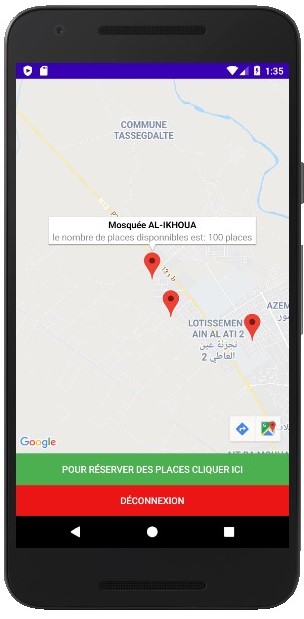 1:35
COMMUNE
TASSEGDALTE
Mosquée AL-IKHOUA
le nombre de places disponnibles est: 100 places
LOTISSEMEN
AIN AL ATI 2
تجزئة عين
العاطي 2
AZEM
Google
POUR RÉSERVER DES PLACES CLIQUER ICI
DÉCONNEXION